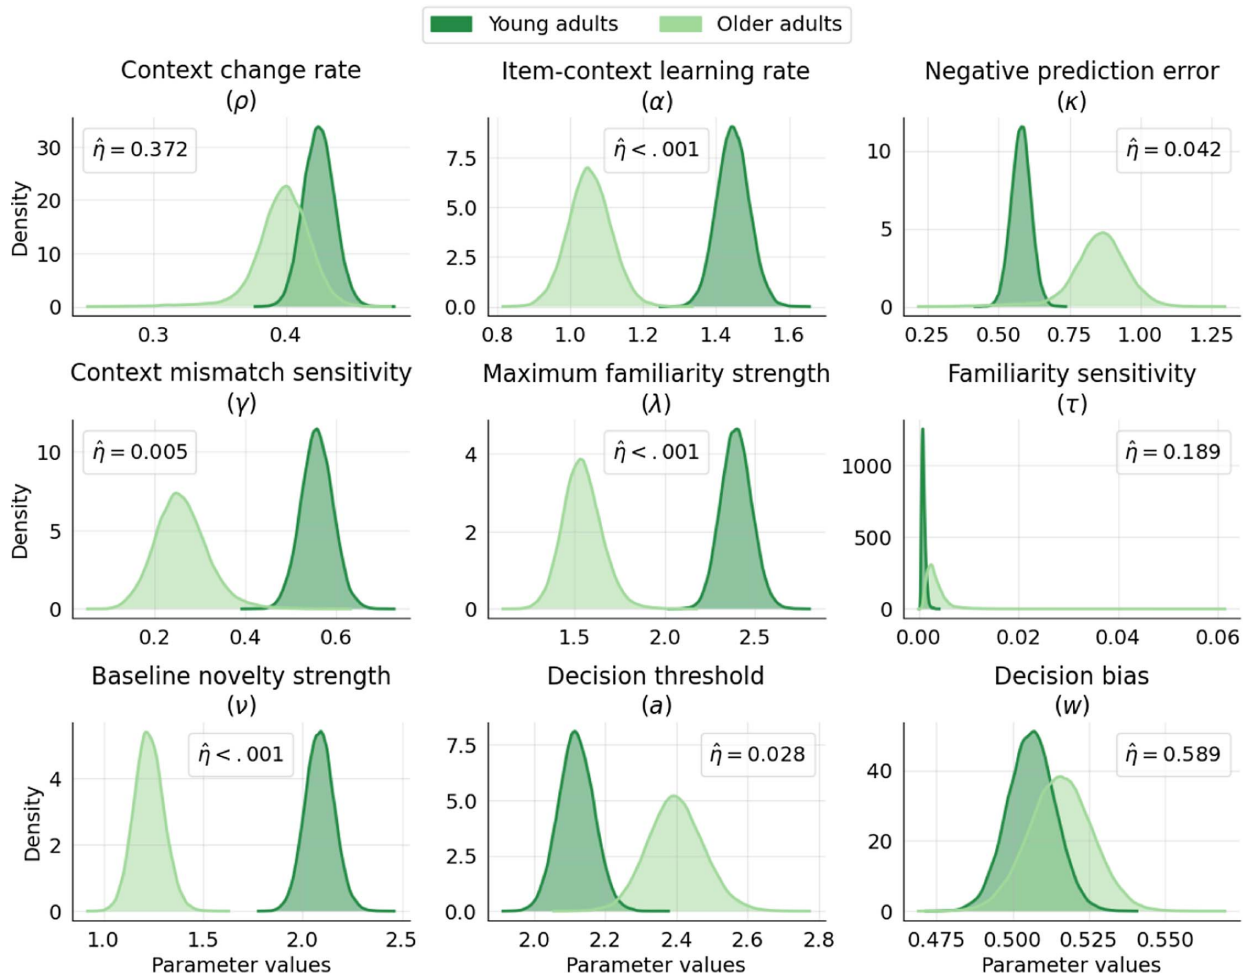 Young adults
Older adults
Context change rate
(ρ)
η̂ = 0.372
Density
30
20
10
0
0.3
0.4
Item-context learning rate
(α)
η̂ < .001
7.5
5.0
2.5
0.0
0.8
1.0
1.2
1.4
1.6
Negative prediction error
(κ)
η̂ = 0.042
10
5
0
0.25
0.50
0.75
1.00
1.25
Context mismatch sensitivity
(γ)
η̂ = 0.005
Density
10
5
0
0.2
0.4
0.6
Maximum familiarity strength
(λ)
η̂ < .001
4
2
0
1.5
2.0
2.5
Familiarity sensitivity
(τ)
η̂ = 0.189
1000
500
0
0.00
0.02
0.04
0.06
Baseline novelty strength
(ν)
η̂ < .001
Density
4
2
0
1.0
1.5
2.0
2.5
Parameter values
Decision threshold
(a)
η̂ = 0.028
7.5
5.0
2.5
0.0
2.0
2.2
2.4
2.6
2.8
Parameter values
Decision bias
(w)
η̂ = 0.589
40
20
0
0.475
0.500
0.525
0.550
Parameter values